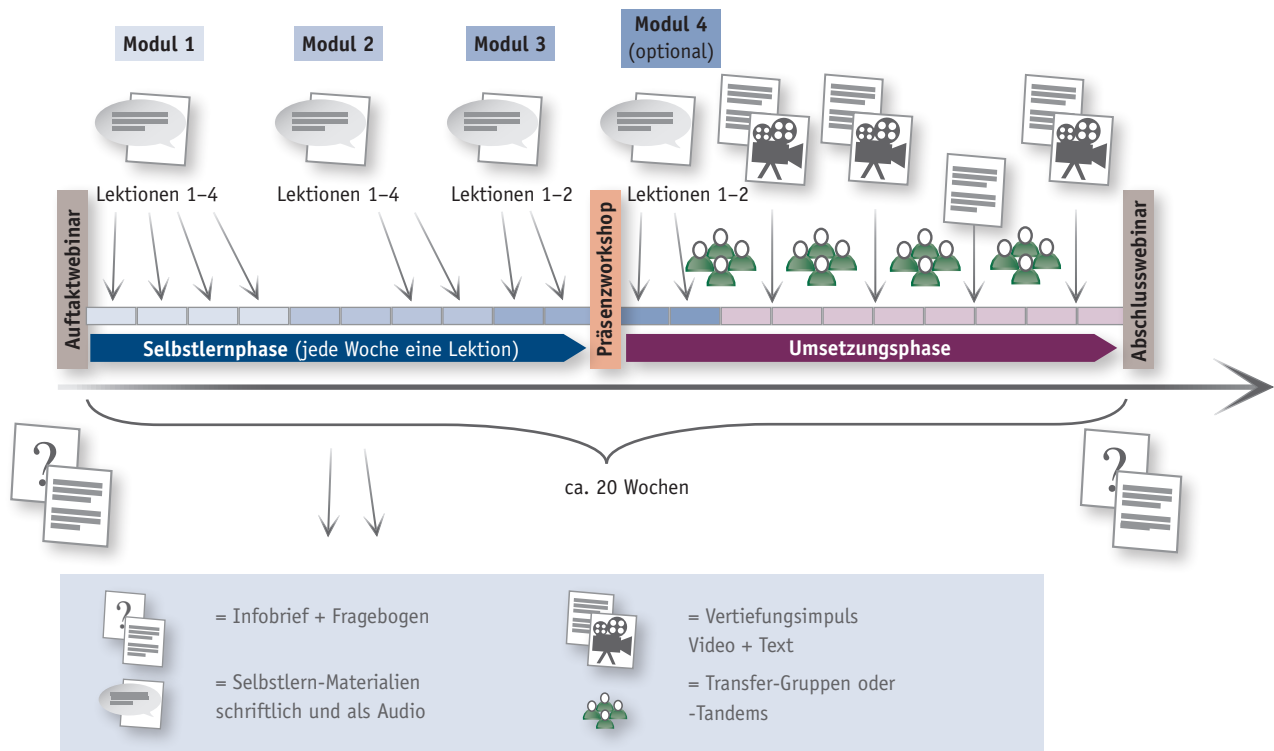 Modul 1
Modul 2
Modul 3
Modul 4
(optional)
Lektionen 1–4
Lektionen 1–4
Lektionen 1–2
Lektionen 1–2
Auftaktwebinar
Präsenzworkshop
Abschlusswebinar
Selbstlernphase (jede Woche eine Lektion)
Umsetzungsphase
?
?
ca. 20 Wochen
?
= Infobrief + Fragebogen
= Selbstlern-Materialien
schriftlich und als Audio
= Vertiefungsimpuls
Video + Text
= Transfer-Gruppen oder
-Tandems